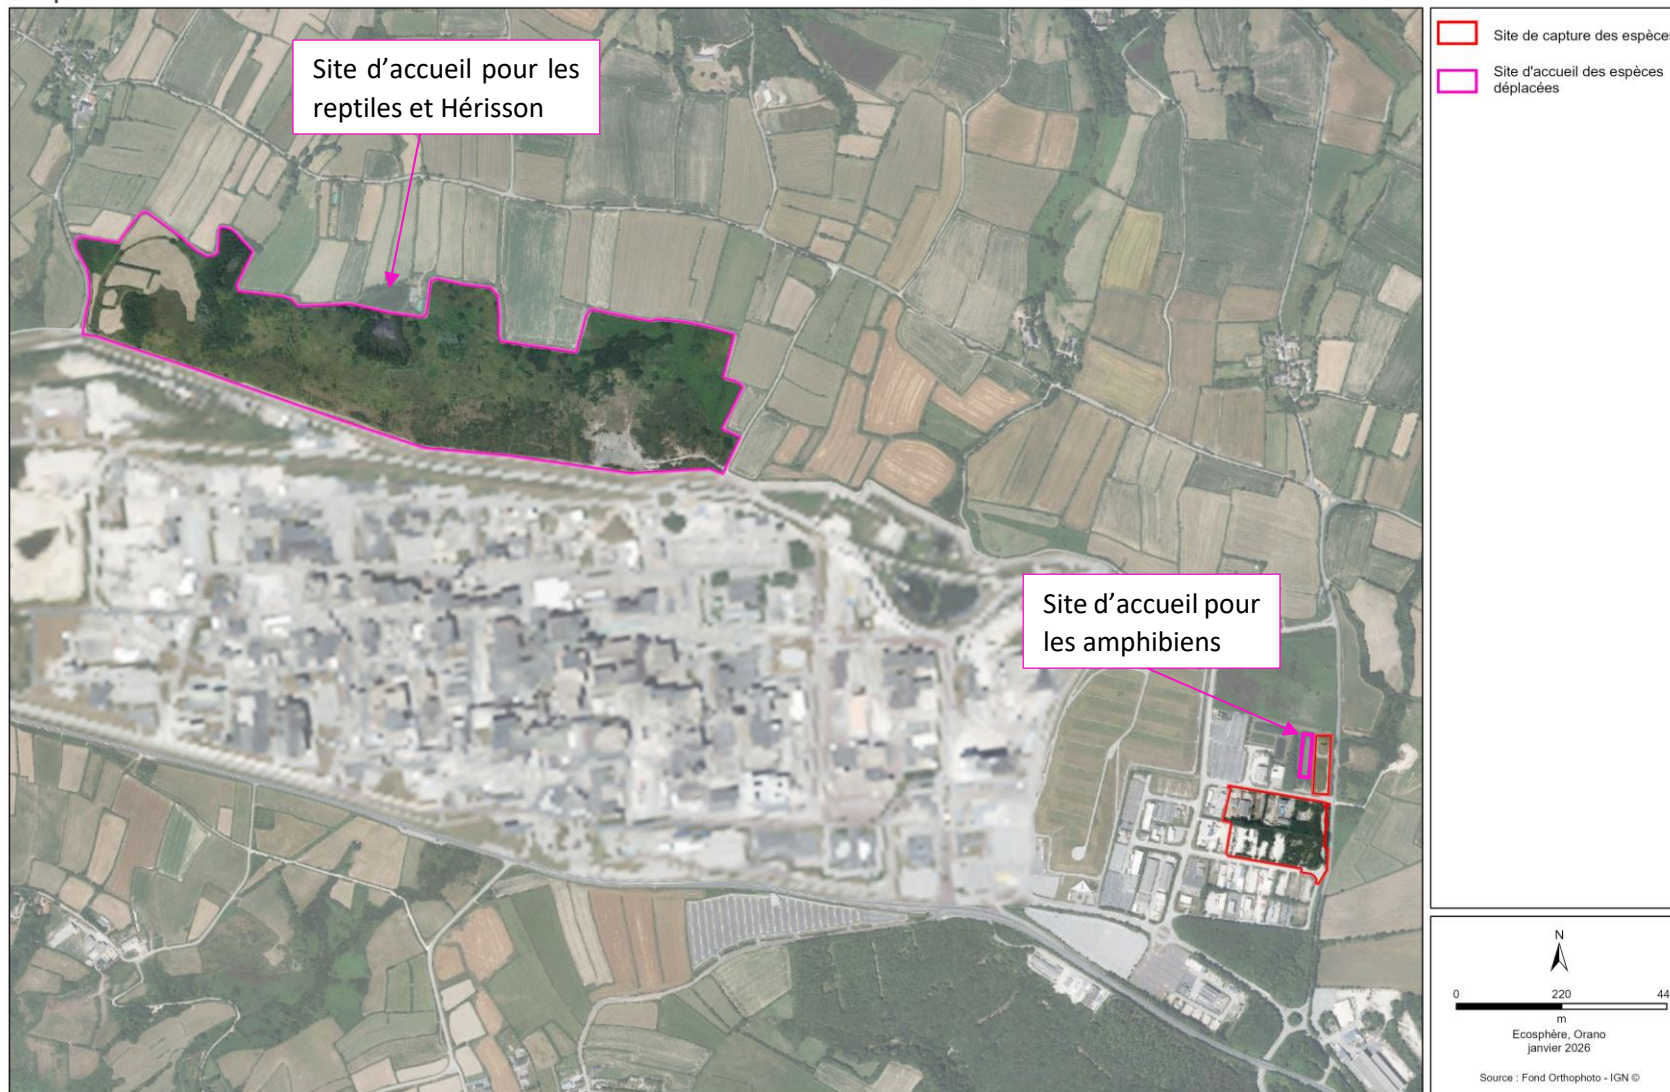 Site d’accueil pour les
reptiles et Hérisson
Site d’accueil pour
les amphibiens
Site de capture des espèces
Site d'accueil des espèces
déplacées
N
0 220 44
m
Ecosphère, Orano
janvier 2026
Source : Fond Orthophoto - IGN ©